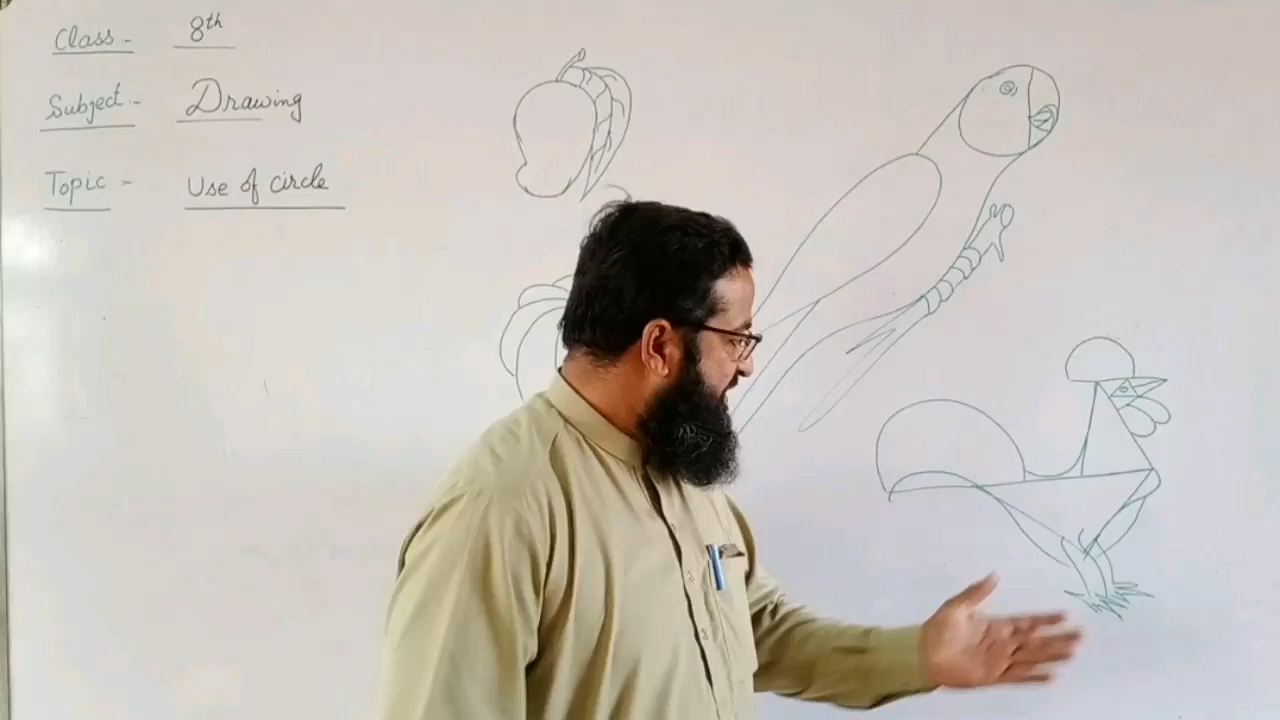 Class - 8th
Subject - Drawing
Topic - Use of circle